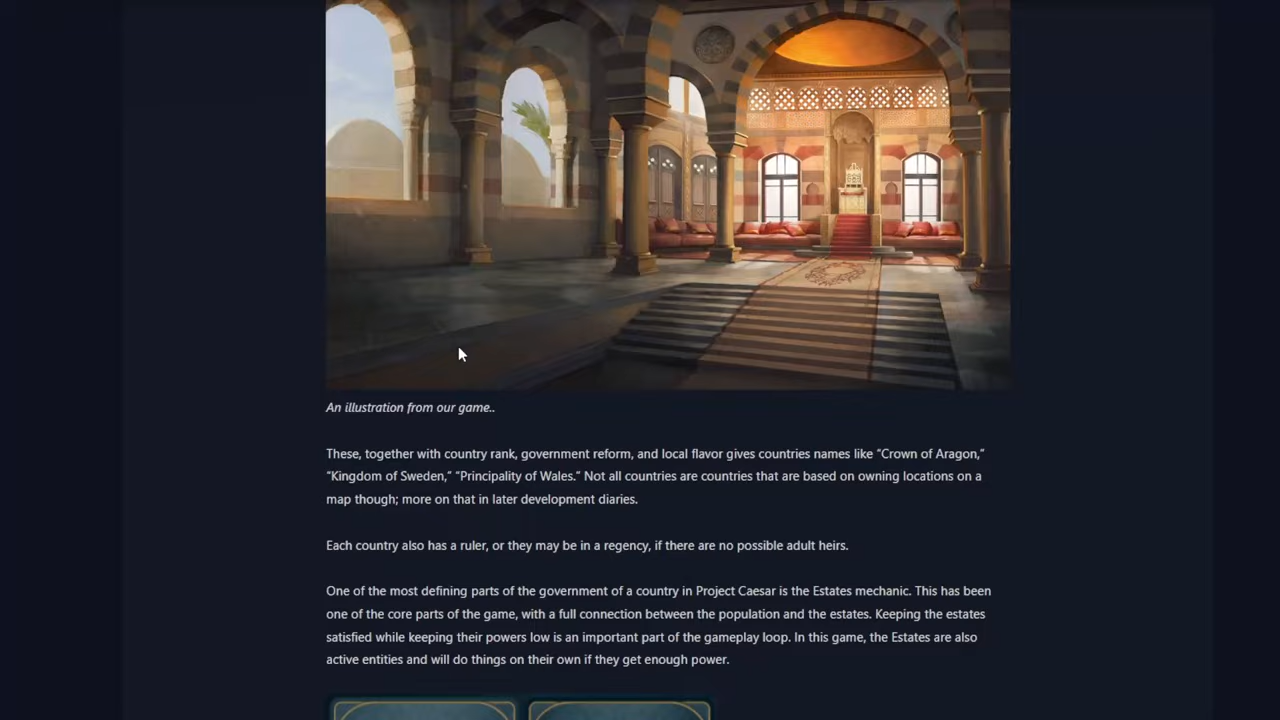 An illustration from our game..
These, together with country rank, government reform, and local flavor gives countries names like “Crown of Aragon,”
“Kingdom of Sweden,” “Principality of Wales.” Not all countries are countries that are based on owning locations on a
map though; more on that in later development diaries.
Each country also has a ruler, or they may be in a regency, if there are no possible adult heirs.
One of the most defining parts of the government of a country in Project Caesar is the Estates mechanic. This has been
one of the core parts of the game, with a full connection between the population and the estates. Keeping the estates
satisfied while keeping their powers low is an important part of the gameplay loop. In this game, the Estates are also
active entities and will do things on their own if they get enough power.